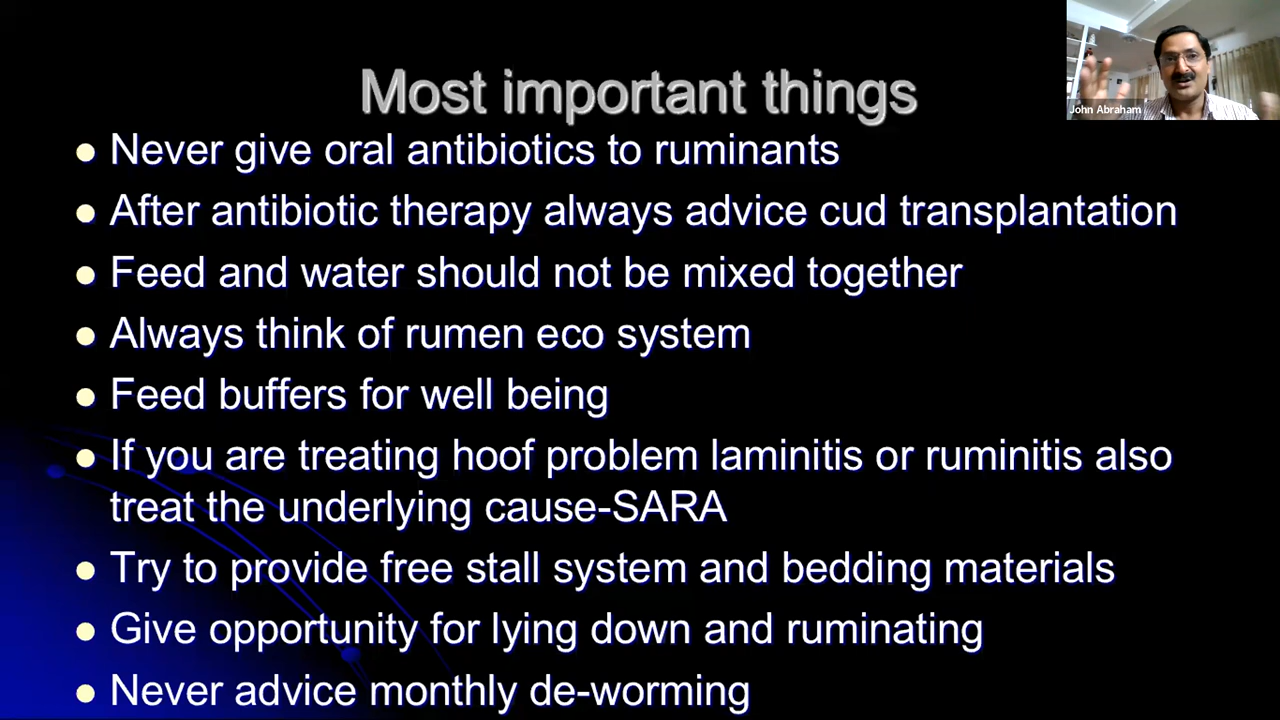 Most important things
John Abraham
Never give oral antibiotics to ruminants
After antibiotic therapy always advice cud transplantation
Feed and water should not be mixed together
Always think of rumen eco system
Feed buffers for well being
If you are treating hoof problem laminitis or ruminitis also
treat the underlying cause-SARA
Try to provide free stall system and bedding materials
Give opportunity for lying down and ruminating
Never advice monthly de-worming